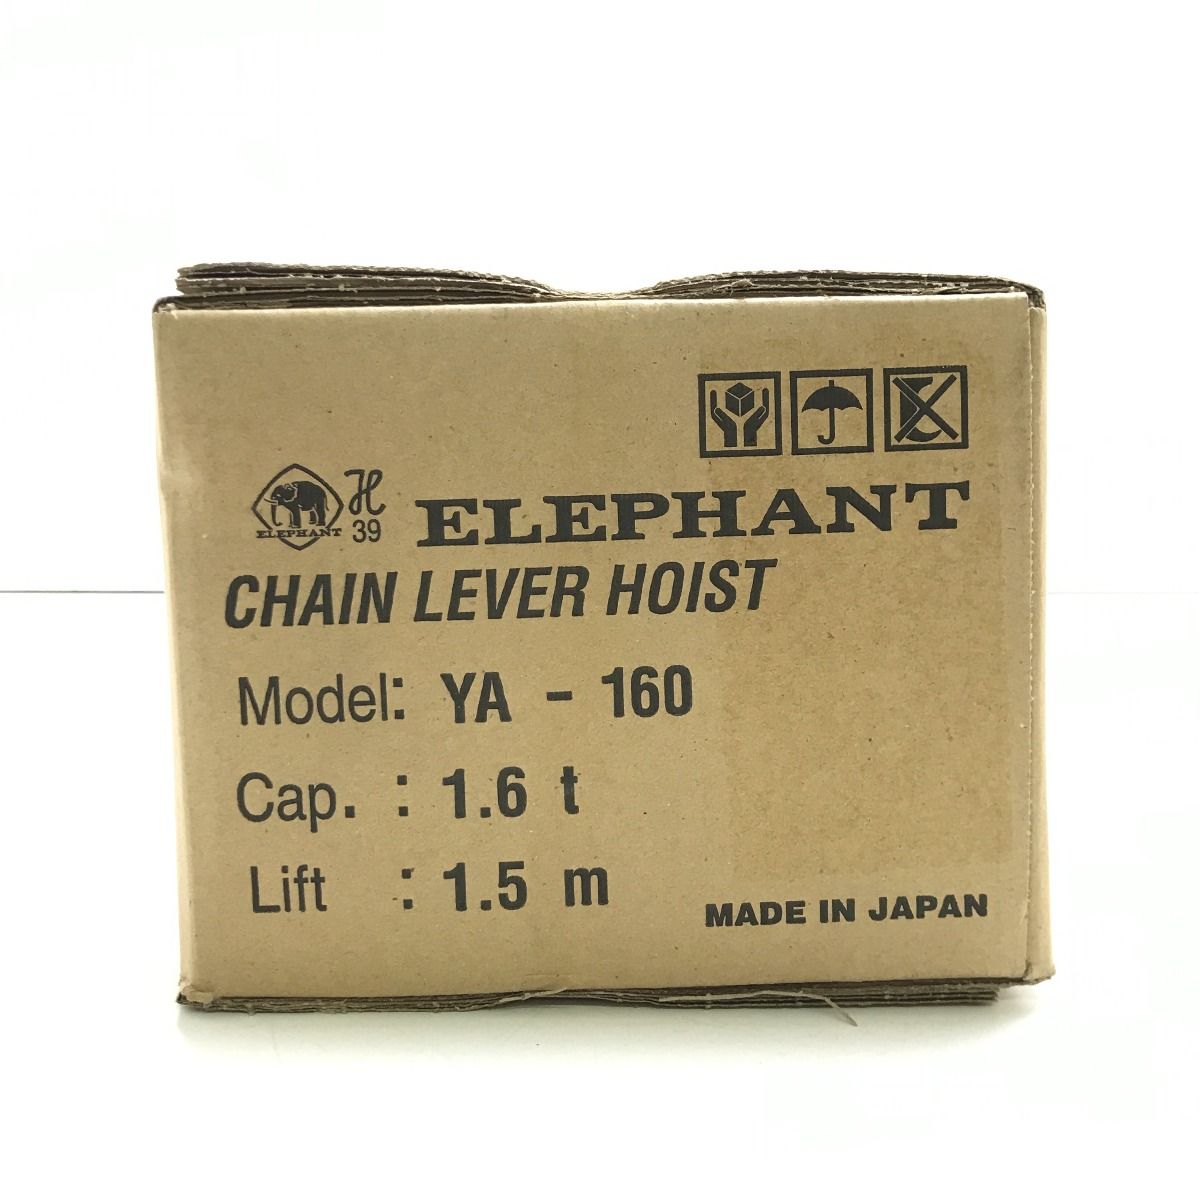 ELEPHANT
H
39
ELEPHANT
CHAIN LEVER HOIST
Model: YA - 160
Cap. : 1.6 t
Lift : 1.5 m
MADE IN JAPAN